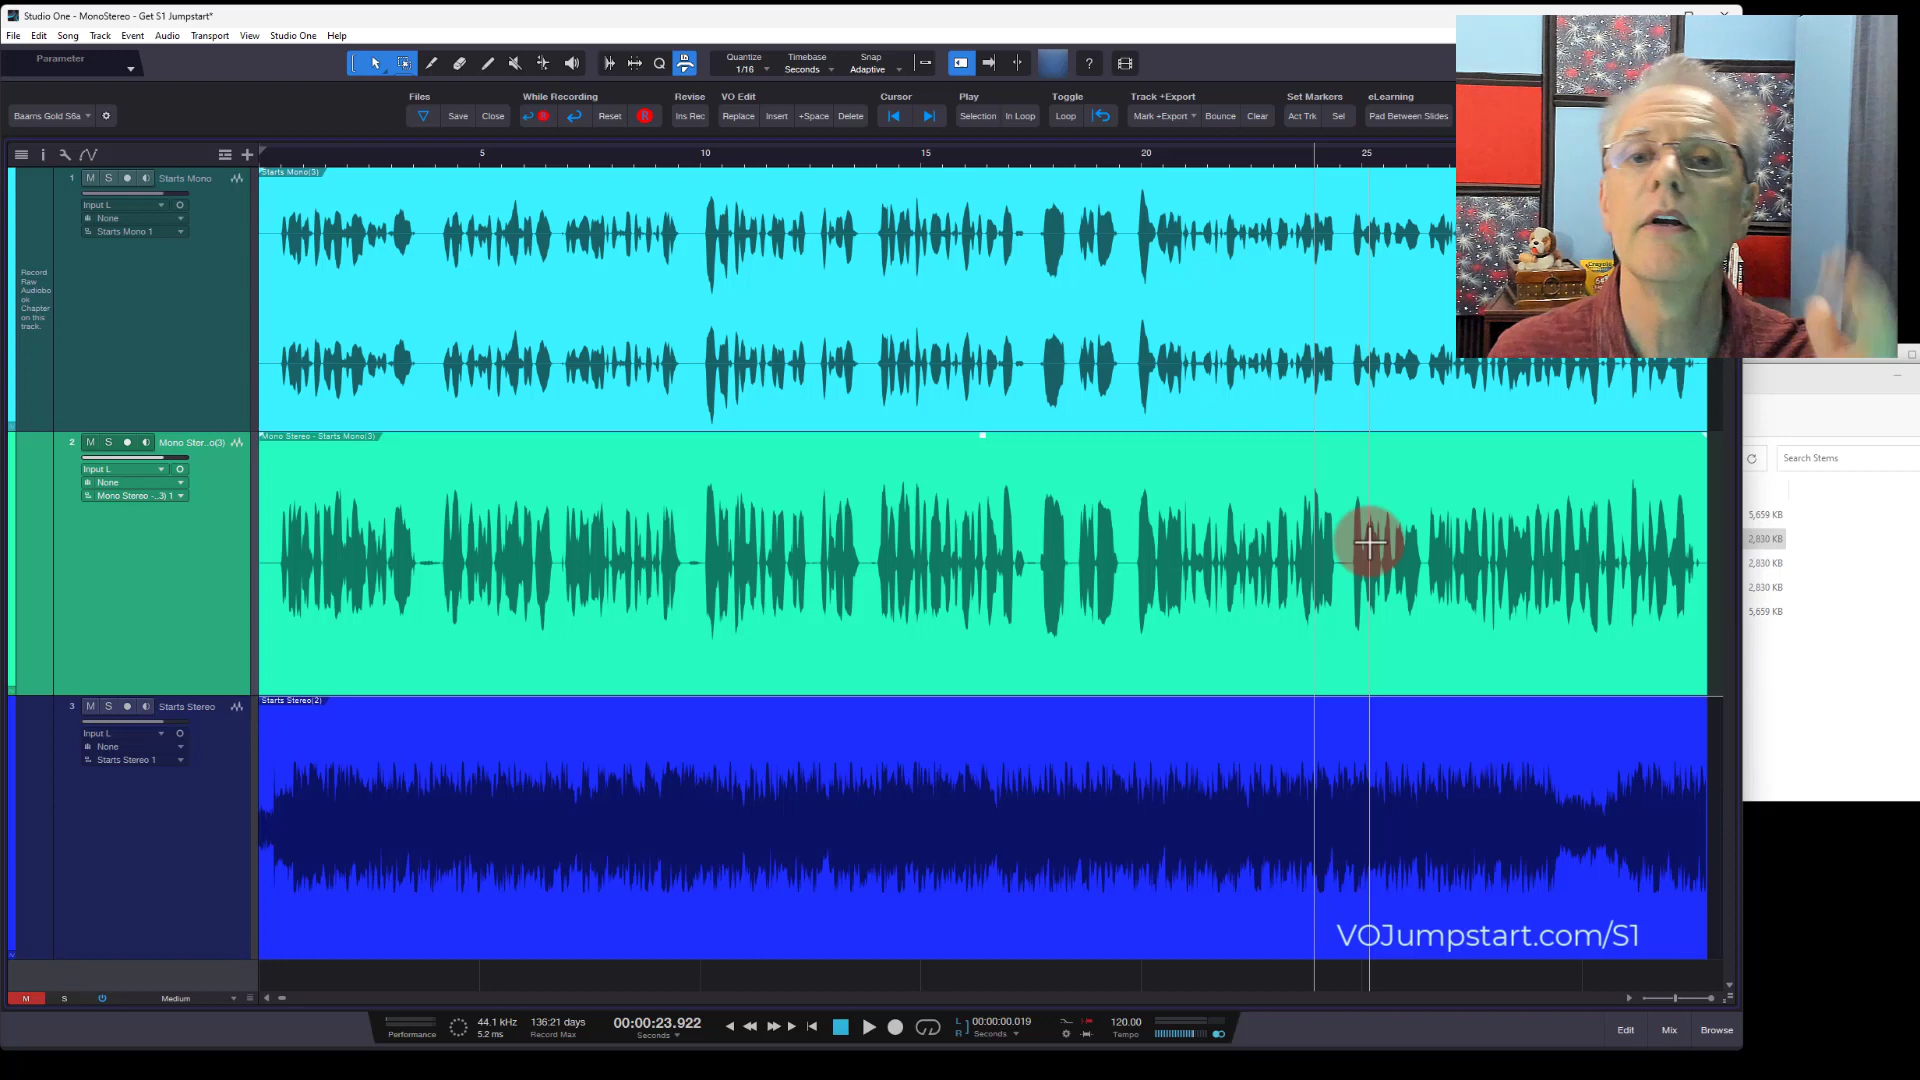 Studio One - MonoStereo - Get S1 Jumpstart*
File Edit Song Track Event Audio Transport View Studio One Help
Parameter
Quantize Timebase Snap
1/16 Seconds Adaptive
Files While Recording Revise VO Edit Cursor Play Toggle Track +Export Set Markers eLearning
Baarns Gold S6a Save Close Reset Ins Rec Replace Insert +Space Delete Selection In Loop Loop Mark +Export Bounce Clear Act Trk Sel Pad Between Slides
5 10 15 20 25
1 M S Starts Mono
Starts Mono(3)
Input L
None
Starts Mono 1
Record
Raw
Audiobo
ok
Chapter
on this
track.
2 M S Mono Ster..o(3)
Mono Stereo - Starts Mono(3)
Input L
None
Mono Stereo -..3) 1
Search Stems
5,659 KB
2,830 KB
2,830 KB
2,830 KB
5,659 KB
3 M S Starts Stereo
Starts Stereo(2)
Input L
None
Starts Stereo 1
VOJumpstart.com/S1
M S Medium
Performance
44.1 kHz
5.2 ms
136:21 days
Record Max
00:00:23.922
Seconds
L
R
00:00:00.019
Seconds
120.00
Tempo
Edit Mix Browse